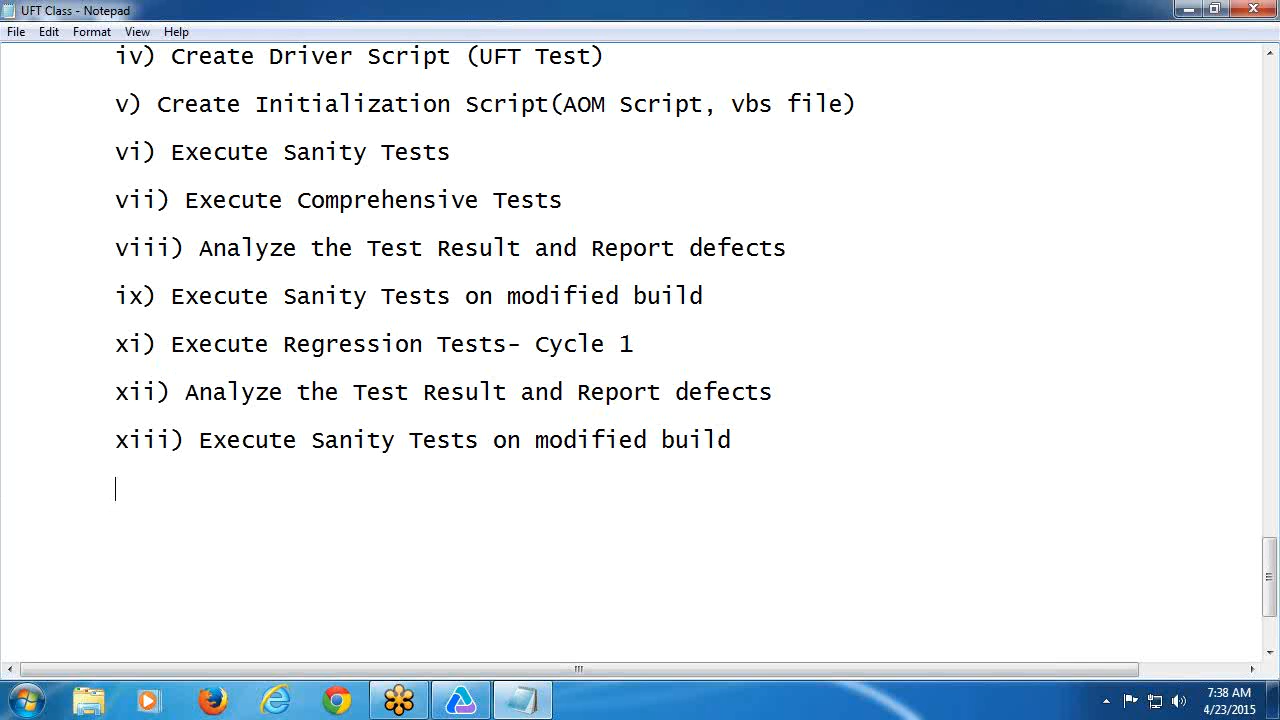 UFT Class - Notepad
File Edit Format View Help
iv) Create Driver Script (UFT Test)
v) Create Initialization Script(AOM Script, vbs file)
vi) Execute Sanity Tests
vii) Execute Comprehensive Tests
viii) Analyze the Test Result and Report defects
ix) Execute Sanity Tests on modified build
xi) Execute Regression Tests- Cycle 1
xii) Analyze the Test Result and Report defects
xiii) Execute Sanity Tests on modified build
7:38 AM
4/23/2015